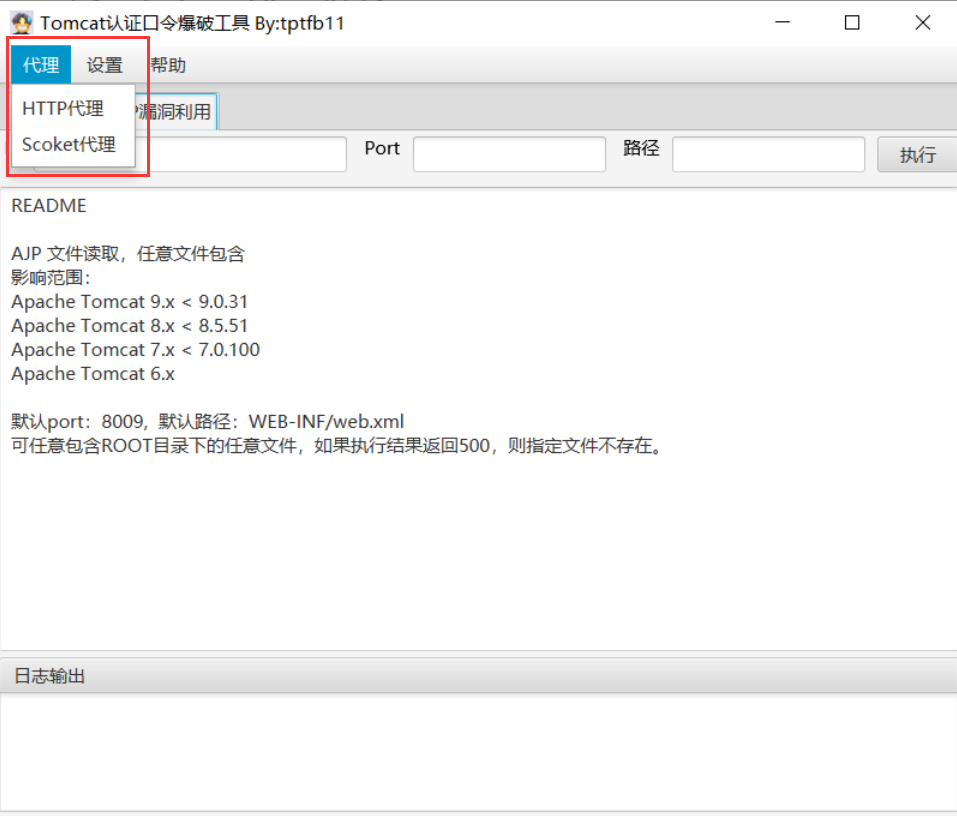 Tomcat认证口令爆破工具 By:tptfb11
代理 设置 帮助
HTTP代理
Scoket代理
漏洞利用
Port 路径 执行
README
AJP 文件读取，任意文件包含
影响范围：
Apache Tomcat 9.x < 9.0.31
Apache Tomcat 8.x < 8.5.51
Apache Tomcat 7.x < 7.0.100
Apache Tomcat 6.x
默认port：8009，默认路径：WEB-INF/web.xml
可任意包含ROOT目录下的任意文件，如果执行结果返回500，则指定文件不存在。
日志输出